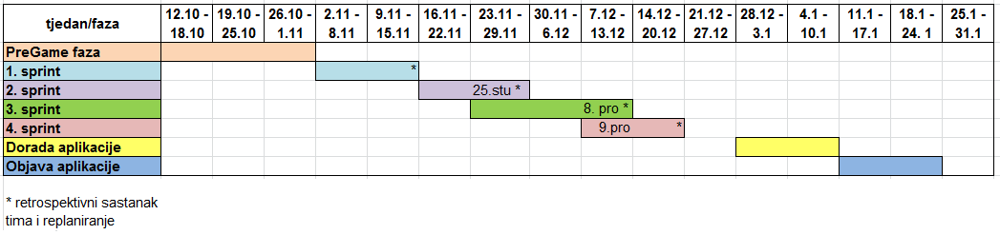 tjedan/faza 12.10 - 18.10 19.10 - 25.10 26.10 - 1.11 2.11 - 8.11 9.11 - 15.11 16.11 - 22.11 23.11 - 29.11 30.11 - 6.12 7.12 - 13.12 14.12 - 20.12 21.12 - 27.12 28.12 - 3.1 4.1 - 10.1 11.1 - 17.1 18.1 - 24. 1 25.1 - 31.1
PreGame faza
1. sprint *
2. sprint 25.stu *
3. sprint 8. pro *
4. sprint 9.pro *
Dorada aplikacije
Objava aplikacije
* retrospektivni sastanak
tima i replaniranje